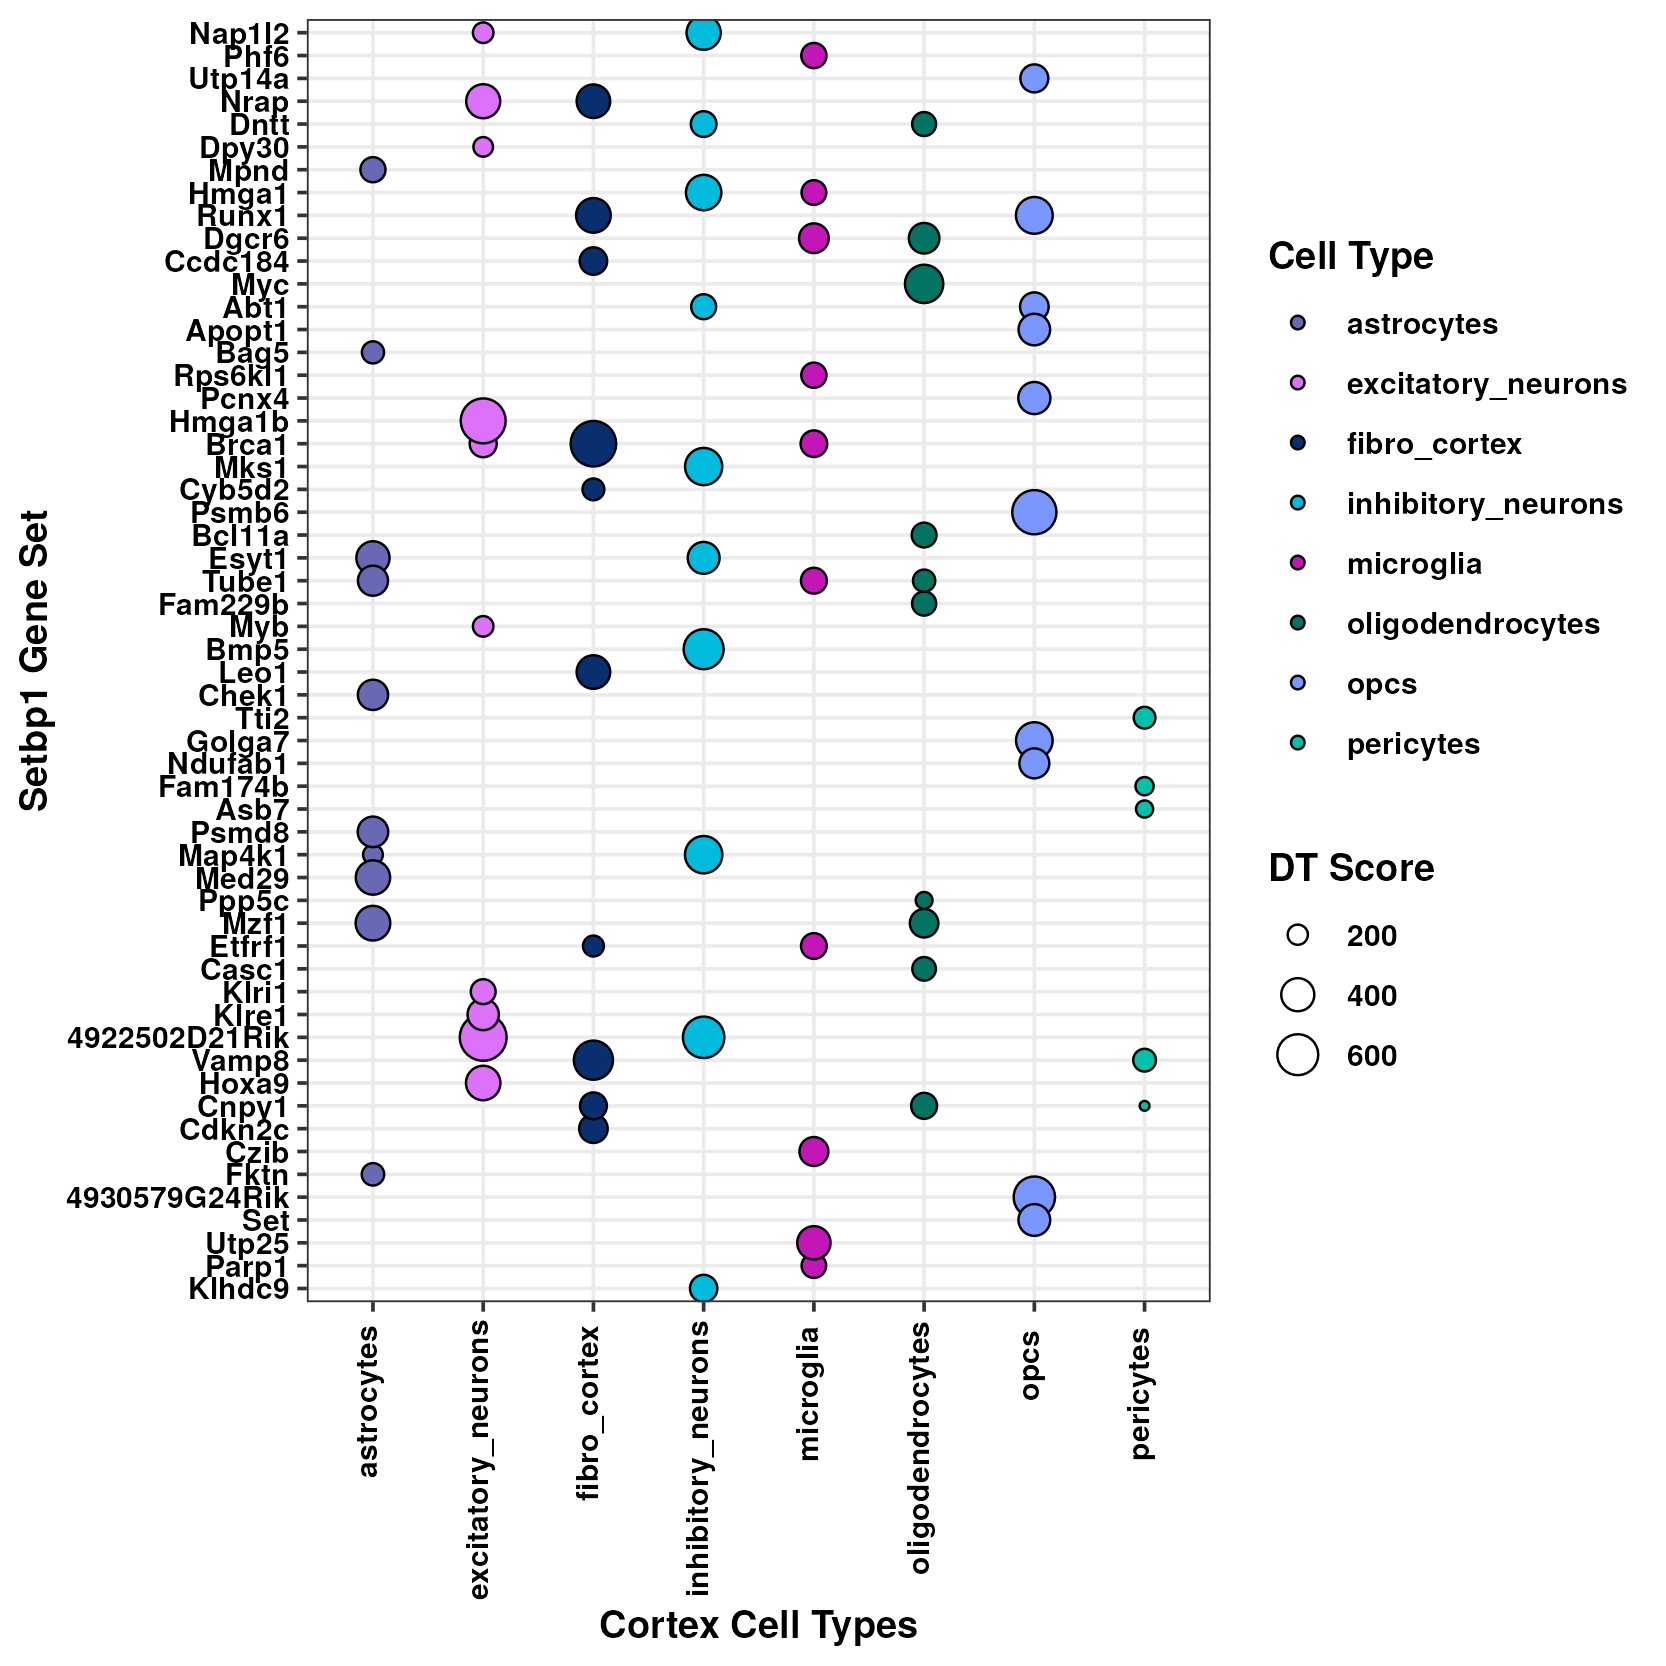 Setbp1 Gene Set
Nap1l2
Phf6
Utp14a
Nrap
Dntt
Dpy30
Mpnd
Hmga1
Runx1
Dgcr6
Ccdc184
Myc
Abt1
Apopt1
Bag5
Rps6kl1
Pcnx4
Hmga1b
Brca1
Mks1
Cyb5d2
Psmb6
Bcl11a
Esyt1
Tube1
Fam229b
Myb
Bmp5
Leo1
Chek1
Tti2
Golga7
Ndufab1
Fam174b
Asb7
Psmd8
Map4k1
Med29
Ppp5c
Mzf1
Etfrf1
Casc1
Klri1
Klre1
4922502D21Rik
Vamp8
Hoxa9
Cnpy1
Cdkn2c
Czib
Fktn
4930579G24Rik
Set
Utp25
Parp1
Klhdc9
astrocytes
excitatory_neurons
fibro_cortex
inhibitory_neurons
microglia
oligodendrocytes
opcs
pericytes
Cortex Cell Types
Cell Type
astrocytes
excitatory_neurons
fibro_cortex
inhibitory_neurons
microglia
oligodendrocytes
opcs
pericytes
DT Score
200
400
600